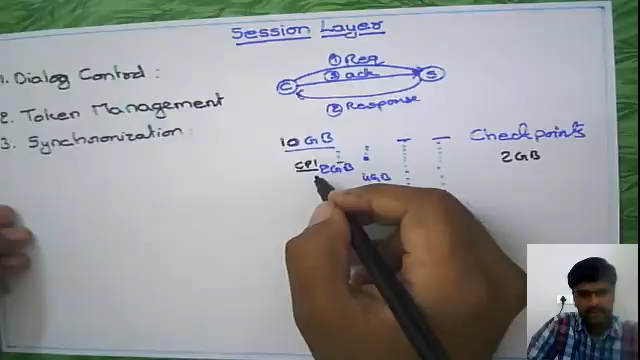 Session Layer
1. Dialog Control :
2. Token Management
3. Synchronization
① Req
③ ack
C
S
② Response
10 GB
Checkpoints
CP1 2GB
4GB
2GB